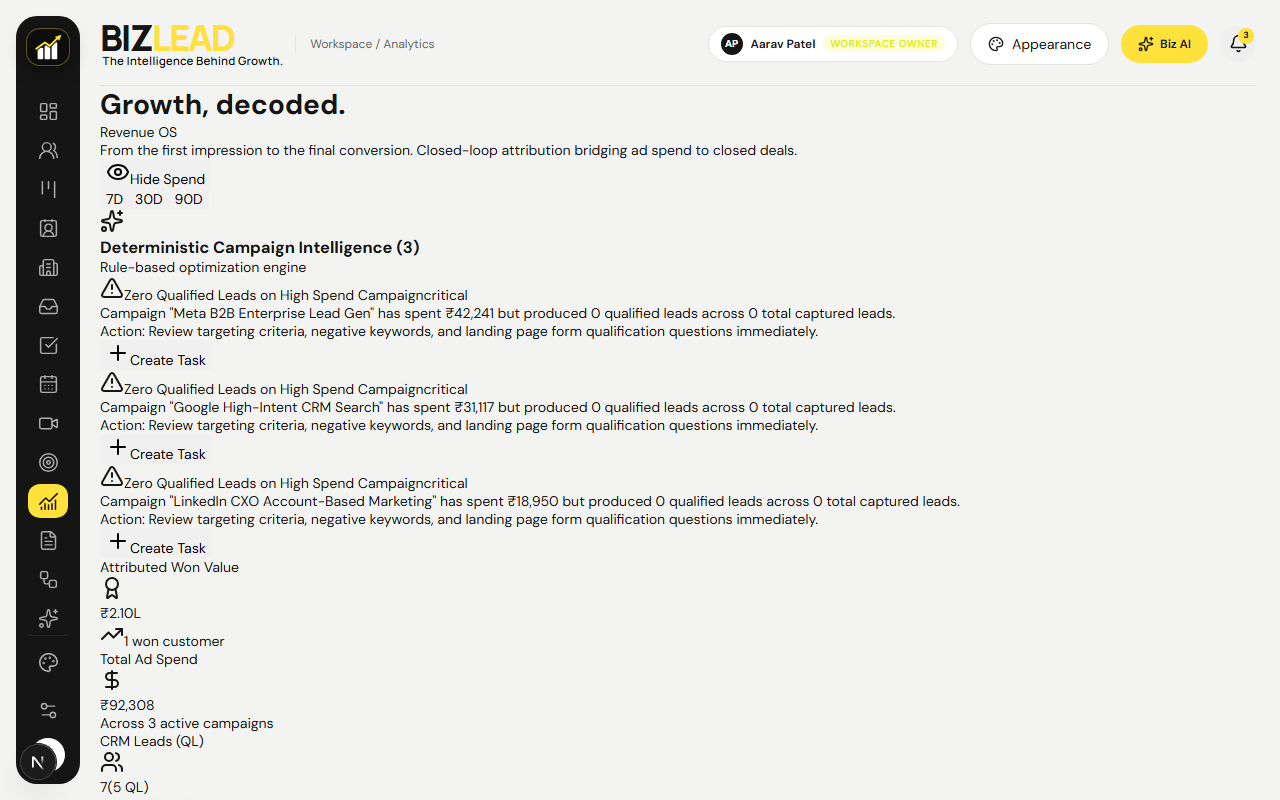 BIZLEAD
The Intelligence Behind Growth.
Workspace / Analytics
AP Aarav Patel WORKSPACE OWNER
Appearance
Biz AI
3
Growth, decoded.
Revenue OS
From the first impression to the final conversion. Closed-loop attribution bridging ad spend to closed deals.
Hide Spend
7D 30D 90D
Deterministic Campaign Intelligence (3)
Rule-based optimization engine
Zero Qualified Leads on High Spend Campaigncritical
Campaign "Meta B2B Enterprise Lead Gen" has spent ₹42,241 but produced 0 qualified leads across 0 total captured leads.
Action: Review targeting criteria, negative keywords, and landing page form qualification questions immediately.
Create Task
Zero Qualified Leads on High Spend Campaigncritical
Campaign "Google High-Intent CRM Search" has spent ₹31,117 but produced 0 qualified leads across 0 total captured leads.
Action: Review targeting criteria, negative keywords, and landing page form qualification questions immediately.
Create Task
Zero Qualified Leads on High Spend Campaigncritical
Campaign "LinkedIn CXO Account-Based Marketing" has spent ₹18,950 but produced 0 qualified leads across 0 total captured leads.
Action: Review targeting criteria, negative keywords, and landing page form qualification questions immediately.
Create Task
Attributed Won Value
₹2.10L
1 won customer
Total Ad Spend
₹92,308
Across 3 active campaigns
CRM Leads (QL)
7(5 QL)
N